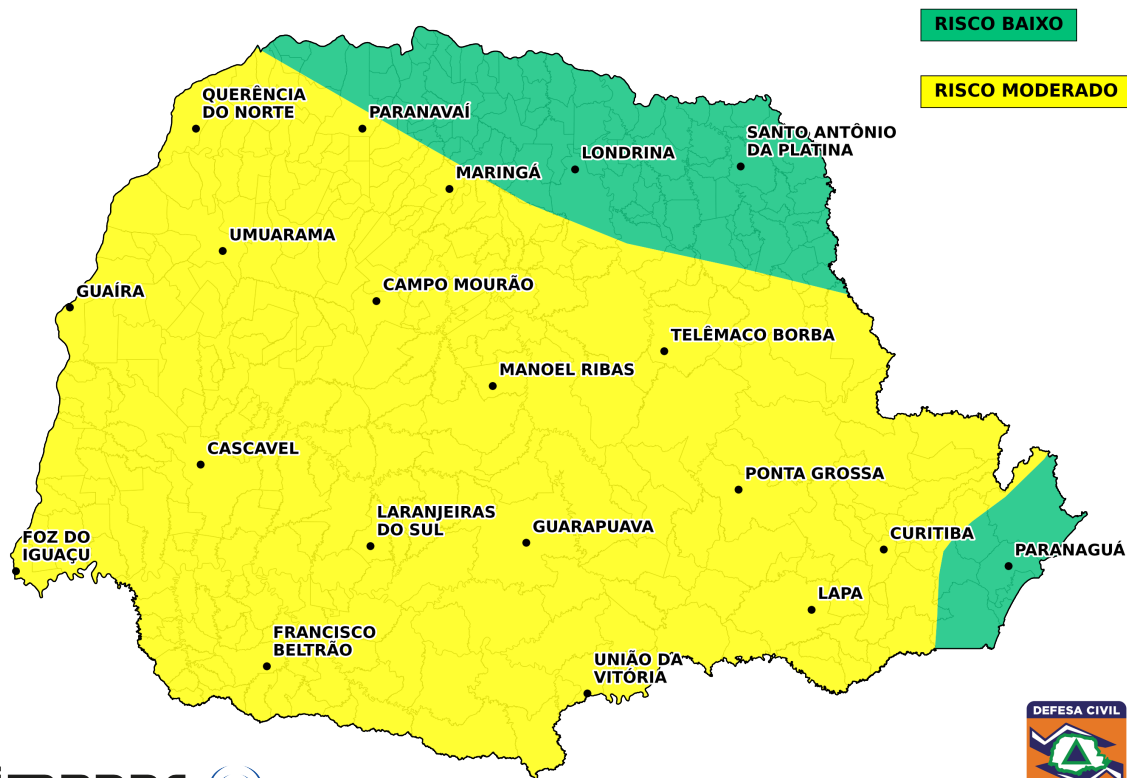 RISCO BAIXO
RISCO MODERADO
QUERÊNCIA
DO NORTE
PARANAVAÍ
SANTO ANTÔNIO
DA PLATINA
LONDRINA
MARINGÁ
UMUARAMA
CAMPO MOURÃO
GUAÍRA
TELÊMACO BORBA
MANOEL RIBAS
CASCAVEL
PONTA GROSSA
LARANJEIRAS
DO SUL
GUARAPUAVA
CURITIBA
FOZ DO
IGUAÇU
PARANAGUÁ
LAPA
FRANCISCO
BELTRÃO
UNIÃO DA
VITÓRIA
DEFESA CIVIL